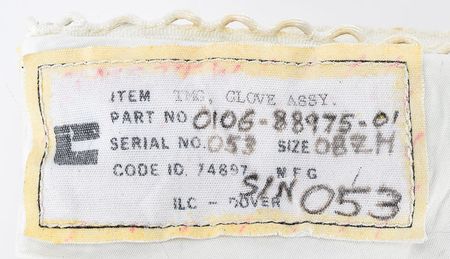 ITEM TMG, GLOVE ASSY.
PART NO 0106-88975-01
SERIAL NO. 053 SIZE OBZ.H
CODE ID. 74897 MFG
ILC - DOVER S/N 053